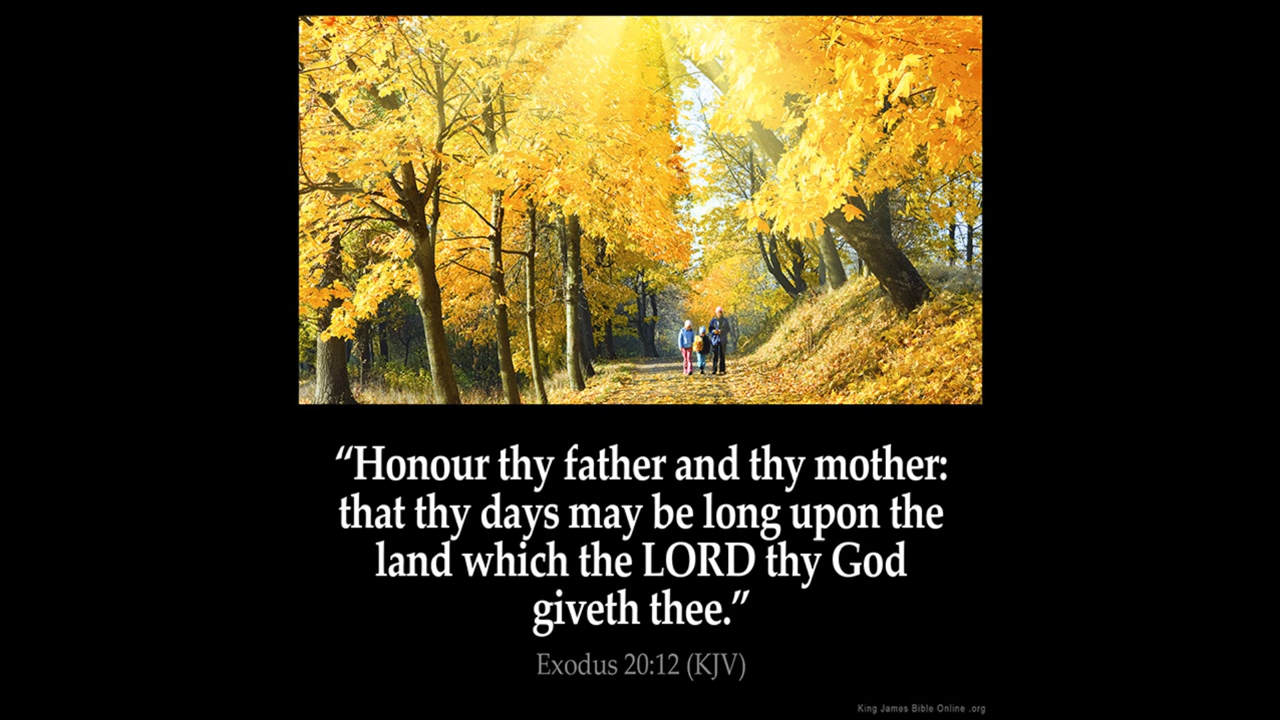 “Honour thy father and thy mother:
that thy days may be long upon the
land which the LORD thy God
giveth thee.”
Exodus 20:12 (KJV)
King James Bible Online .org